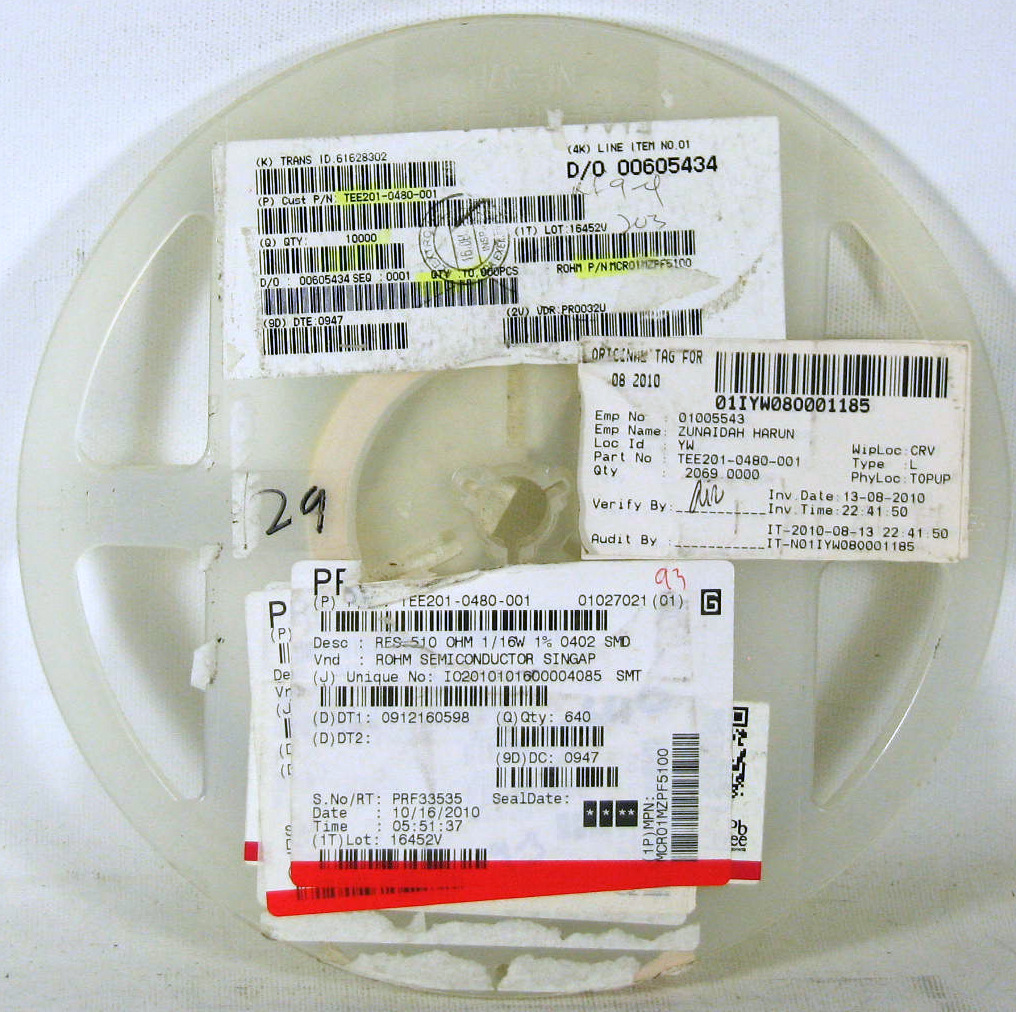 (K) TRANS ID.61628302
(4K) LINE ITEM NO.01
D/O 00605434
(P) Cust P/N: TEE201-0480-001
(Q) QTY: 10000
(1T) LOT:16452V
203
D/O : 00605434 SEQ :0001 QTY 10,000PCS
ROHM P/N MCR01MZPF5100
(9D) DTE:0947
(2V) VDR:PR0032U
ORIGINAL TAG FOR
08 2010
01IYW080001185
Emp No : 01005543
Emp Name: ZUNAIDAH HARUN
Loc Id : YW
WipLoc:CRV
Part No : TEE201-0480-001
Type :L
Qty : 2069.0000
PhyLoc:TOPUP
Verify By:
Inv.Date:13-08-2010
Inv.Time:22:41:50
IT-2010-08-13 22:41:50
Audit By :
IT-N01IYW080001185
29
PF
93
(P) TEE201-0480-001 01027021(01) G
Desc : RES 510 OHM 1/16W 1% 0402 SMD
Vnd : ROHM SEMICONDUCTOR SINGAP
(J) Unique No: IO2010101600004085 SMT
(D)DT1: 0912160598 (Q)Qty: 640
(D)DT2:
(9D)DC: 0947
S.No/RT: PRF33535 SealDate:
Date : 10/16/2010
* * **
Time : 05:51:37
(1T)Lot: 16452V
(1P)MPN:
MCR01MZPF5100
P
(P)
De
Vn
(J
(D
Pb
ee